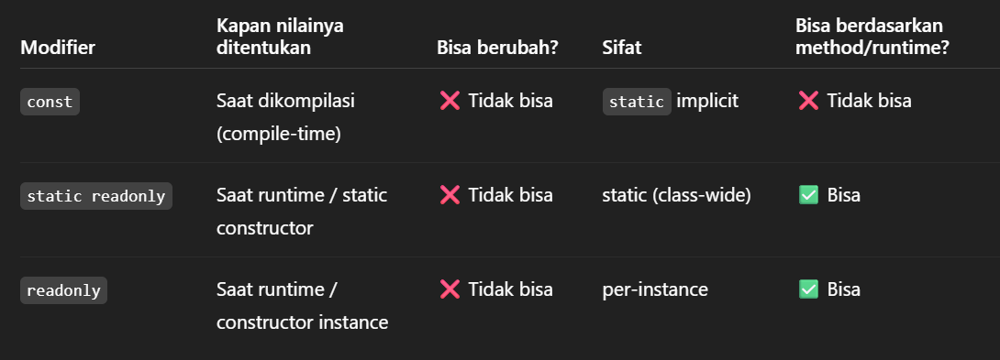 Modifier
Kapan nilainya
ditentukan
Bisa berubah?
Sifat
Bisa berdasarkan
method/runtime?
const
Saat dikompilasi
(compile-time)
❌ Tidak bisa
static implicit
❌ Tidak bisa
static readonly
Saat runtime / static
constructor
❌ Tidak bisa
static (class-wide)
✅ Bisa
readonly
Saat runtime /
constructor instance
❌ Tidak bisa
per-instance
✅ Bisa